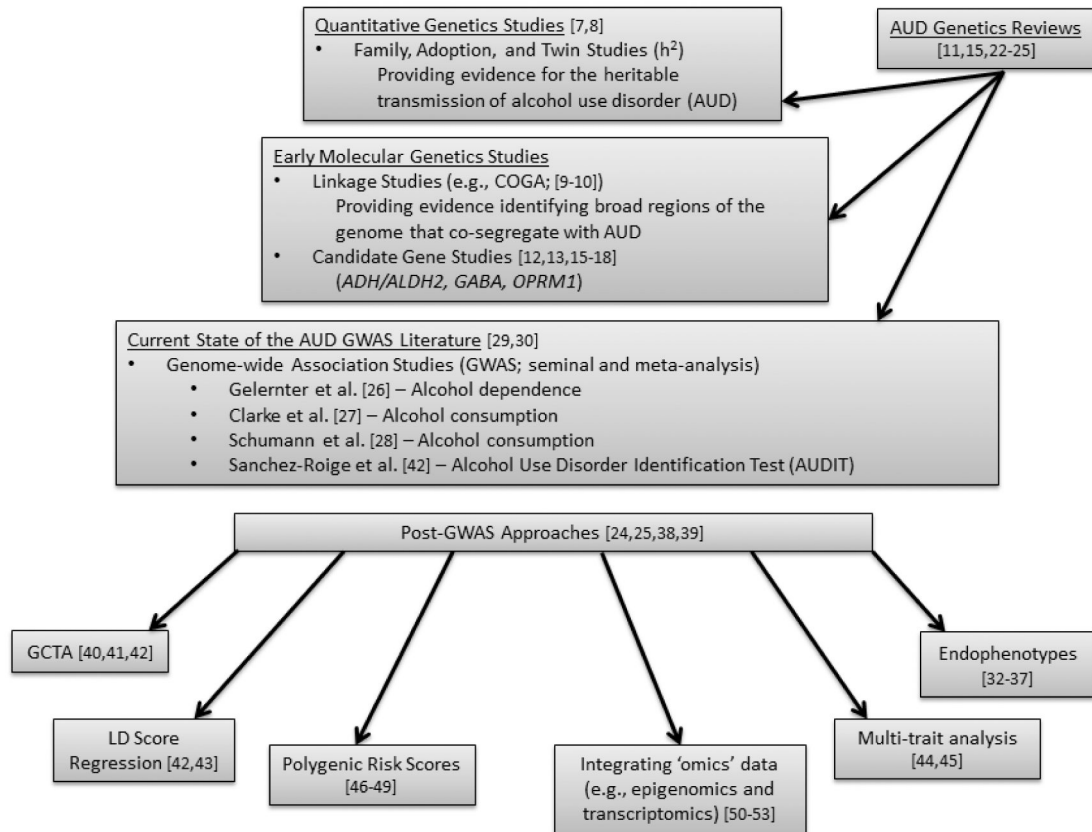 Quantitative Genetics Studies [7,8]
• Family, Adoption, and Twin Studies (h²)
Providing evidence for the heritable
transmission of alcohol use disorder (AUD)
AUD Genetics Reviews
[11,15,22-25]
Early Molecular Genetics Studies
• Linkage Studies (e.g., COGA; [9-10])
Providing evidence identifying broad regions of the
genome that co-segregate with AUD
• Candidate Gene Studies [12,13,15-18]
(ADH/ALDH2, GABA, OPRM1)
Current State of the AUD GWAS Literature [29,30]
• Genome-wide Association Studies (GWAS; seminal and meta-analysis)
• Gelernter et al. [26] – Alcohol dependence
• Clarke et al. [27] – Alcohol consumption
• Schumann et al. [28] – Alcohol consumption
• Sanchez-Roige et al. [42] – Alcohol Use Disorder Identification Test (AUDIT)
Post-GWAS Approaches [24,25,38,39]
GCTA [40,41,42]
LD Score
Regression [42,43]
Polygenic Risk Scores
[46-49]
Integrating ‘omics’ data
(e.g., epigenomics and
transcriptomics) [50-53]
Multi-trait analysis
[44,45]
Endophenotypes
[32-37]